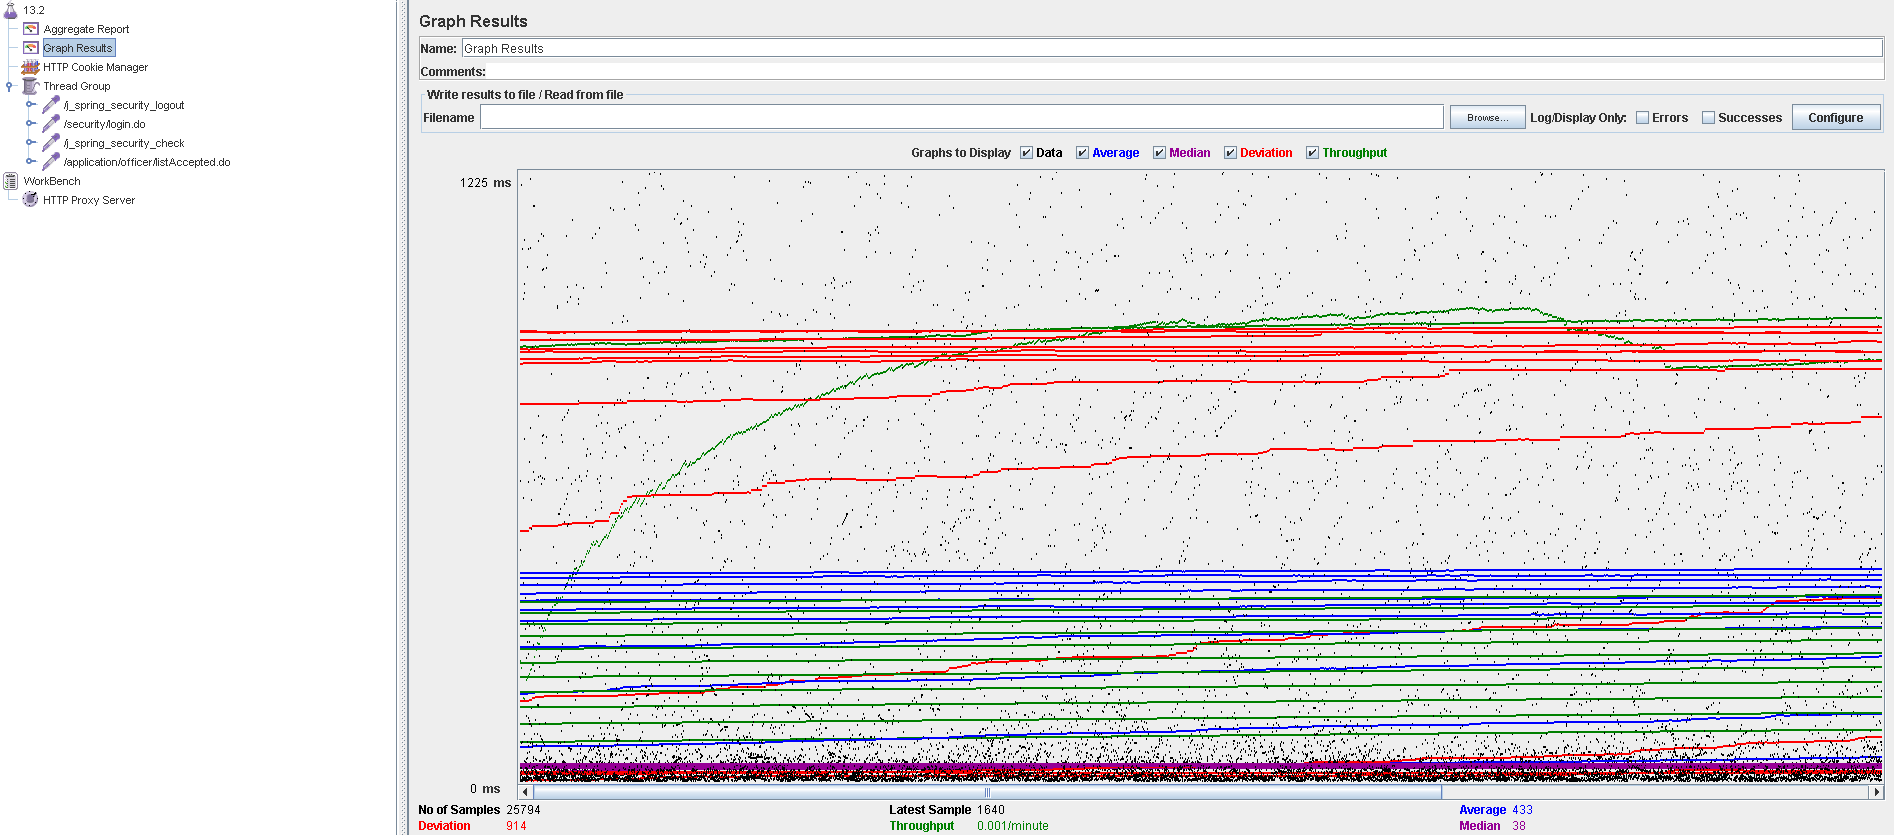 13.2
Aggregate Report
Graph Results
HTTP Cookie Manager
Thread Group
/j_spring_security_logout
/security/login.do
/j_spring_security_check
/application/officer/listAccepted.do
WorkBench
HTTP Proxy Server
Graph Results
Name: Graph Results
Comments:
Write results to file / Read from file
Filename Browse... Log/Display Only: Errors Successes Configure
Graphs to Display Data Average Median Deviation Throughput
1225 ms
0 ms
No of Samples 25794 Latest Sample 1640 Average 433
Deviation 914 Throughput 0.001/minute Median 38